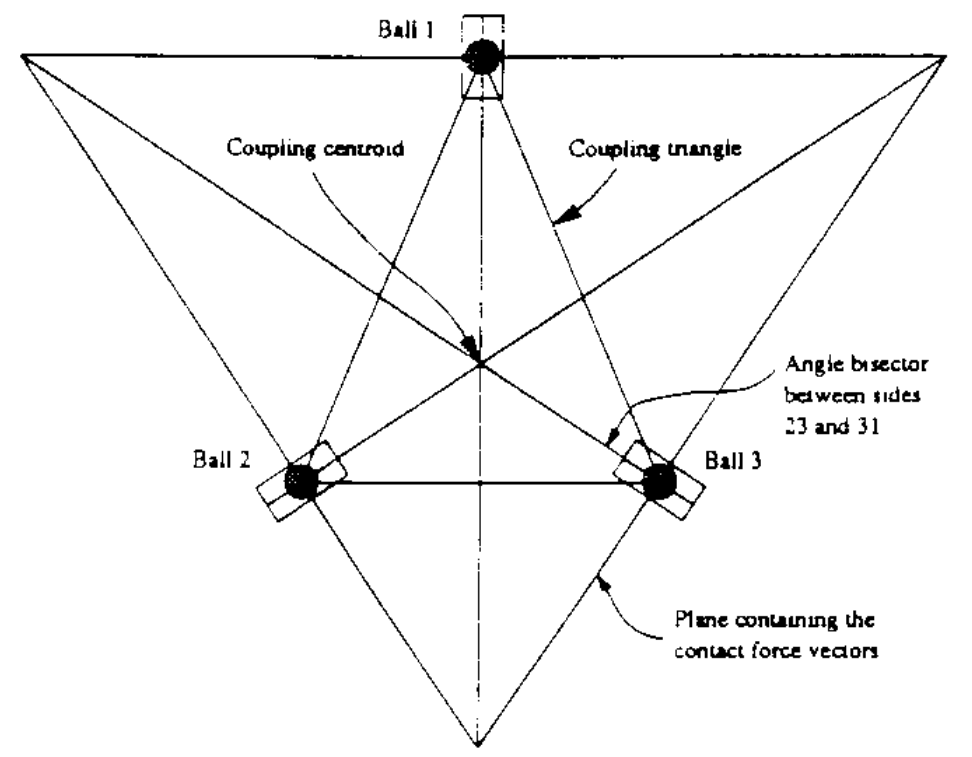 Ball 1
Coupling centroid
Coupling triangle
Angle bisector
between sides
23 and 31
Ball 2
Ball 3
Plane containing the
contact force vectors